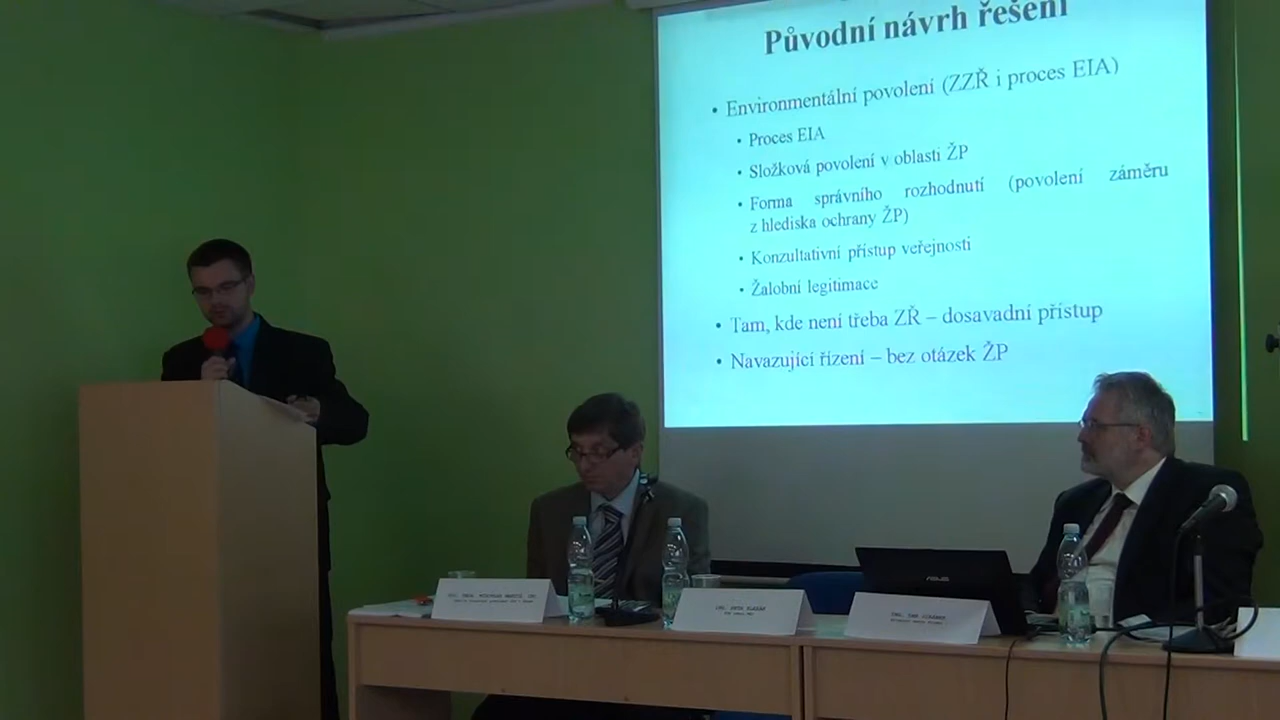 Původní návrh řešení
• Environmentální povolení (ZZŘ i proces EIA)
• Proces EIA
• Složková povolení v oblasti ŽP
• Forma správního rozhodnutí (povolení záměru
z hlediska ochrany ŽP)
• Konzultativní přístup veřejnosti
• Žalobní legitimace
• Tam, kde není třeba ZŘ – dosavadní přístup
• Navazující řízení – bez otázek ŽP
ASUS